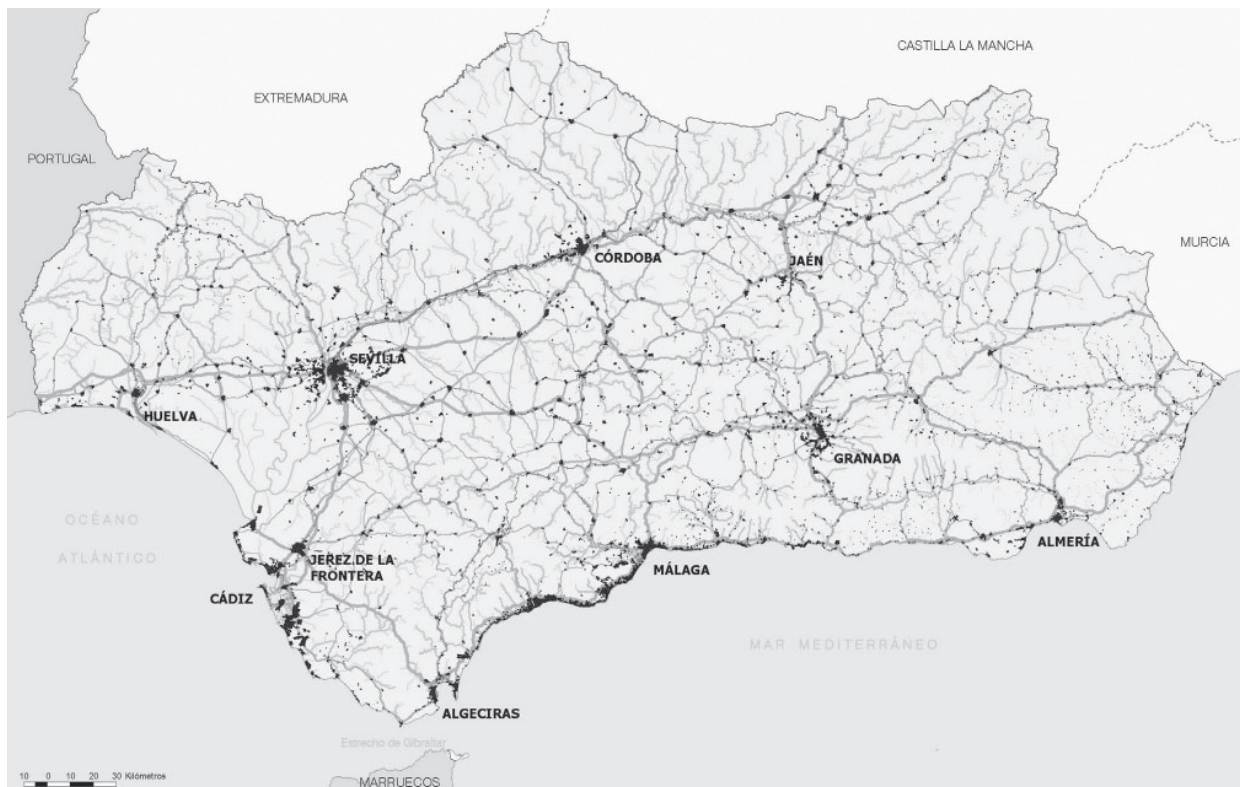 CASTILLA LA MANCHA
EXTREMADURA
PORTUGAL
MURCIA
CÓRDOBA
JAÉN
SEVILLA
HUELVA
GRANADA
OCÉANO
ATLÁNTICO
ALMERÍA
JEREZ DE LA
FRONTERA
MÁLAGA
CÁDIZ
MAR MEDITERRÁNEO
ALGECIRAS
Estrecho de Gibraltar
10 0 10 20 30 Kilómetros
MARRUECOS